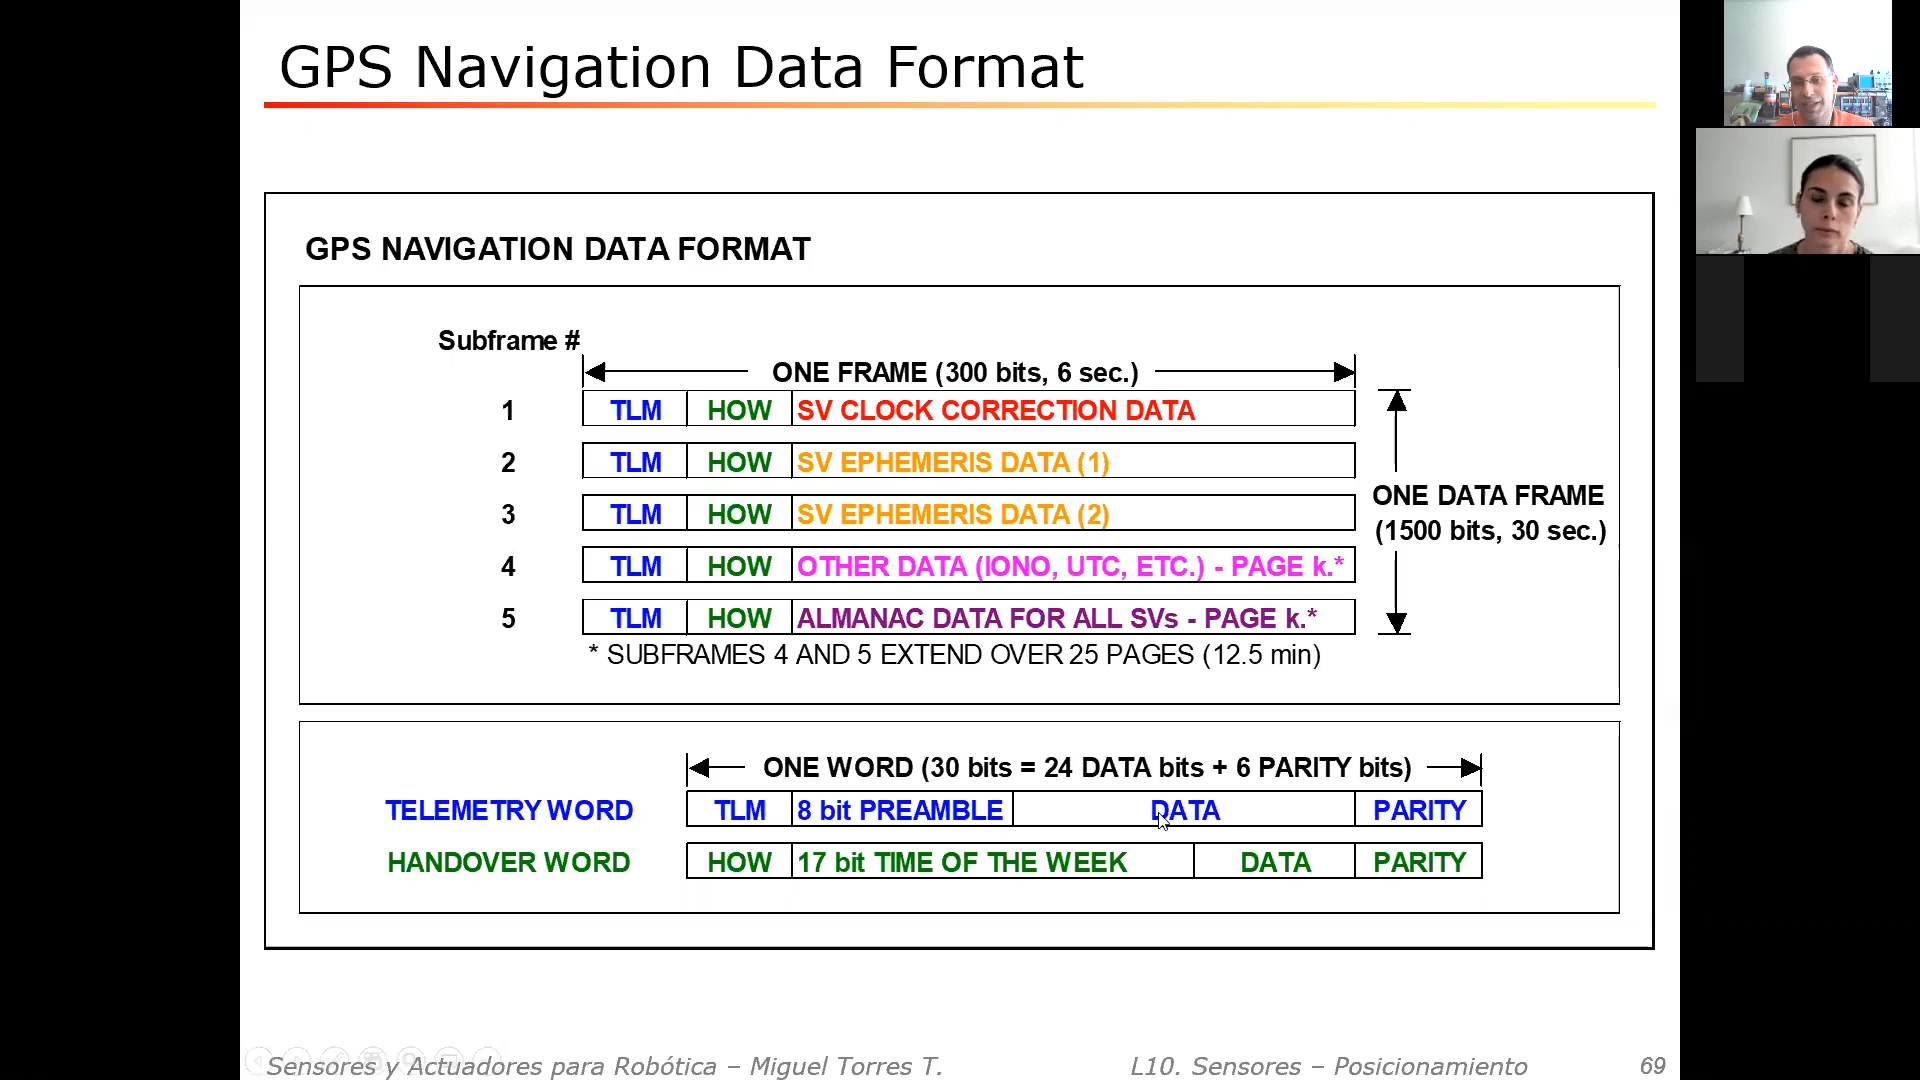 GPS Navigation Data Format
GPS NAVIGATION DATA FORMAT
Subframe #
ONE FRAME (300 bits, 6 sec.)
1 TLM HOW SV CLOCK CORRECTION DATA
2 TLM HOW SV EPHEMERIS DATA (1)
3 TLM HOW SV EPHEMERIS DATA (2)
4 TLM HOW OTHER DATA (IONO, UTC, ETC.) - PAGE k.*
5 TLM HOW ALMANAC DATA FOR ALL SVs - PAGE k.*
ONE DATA FRAME
(1500 bits, 30 sec.)
* SUBFRAMES 4 AND 5 EXTEND OVER 25 PAGES (12.5 min)
ONE WORD (30 bits = 24 DATA bits + 6 PARITY bits)
TELEMETRY WORD TLM 8 bit PREAMBLE DATA PARITY
HANDOVER WORD HOW 17 bit TIME OF THE WEEK DATA PARITY
Sensores y Actuadores para Robótica – Miguel Torres T. L10. Sensores – Posicionamiento 69